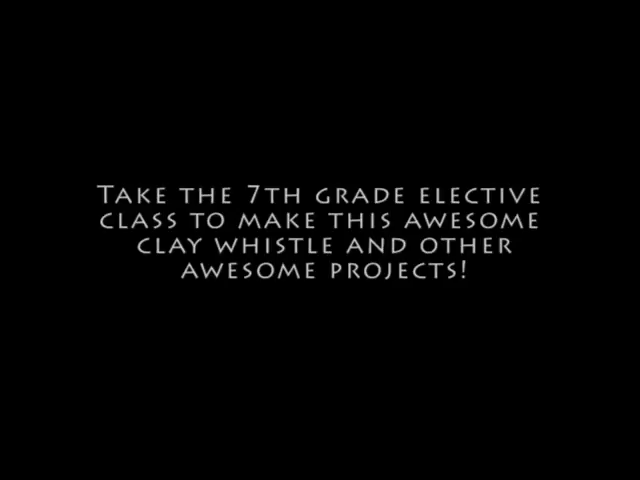 Take the 7th grade elective
class to make this awesome
clay whistle and other
awesome projects!